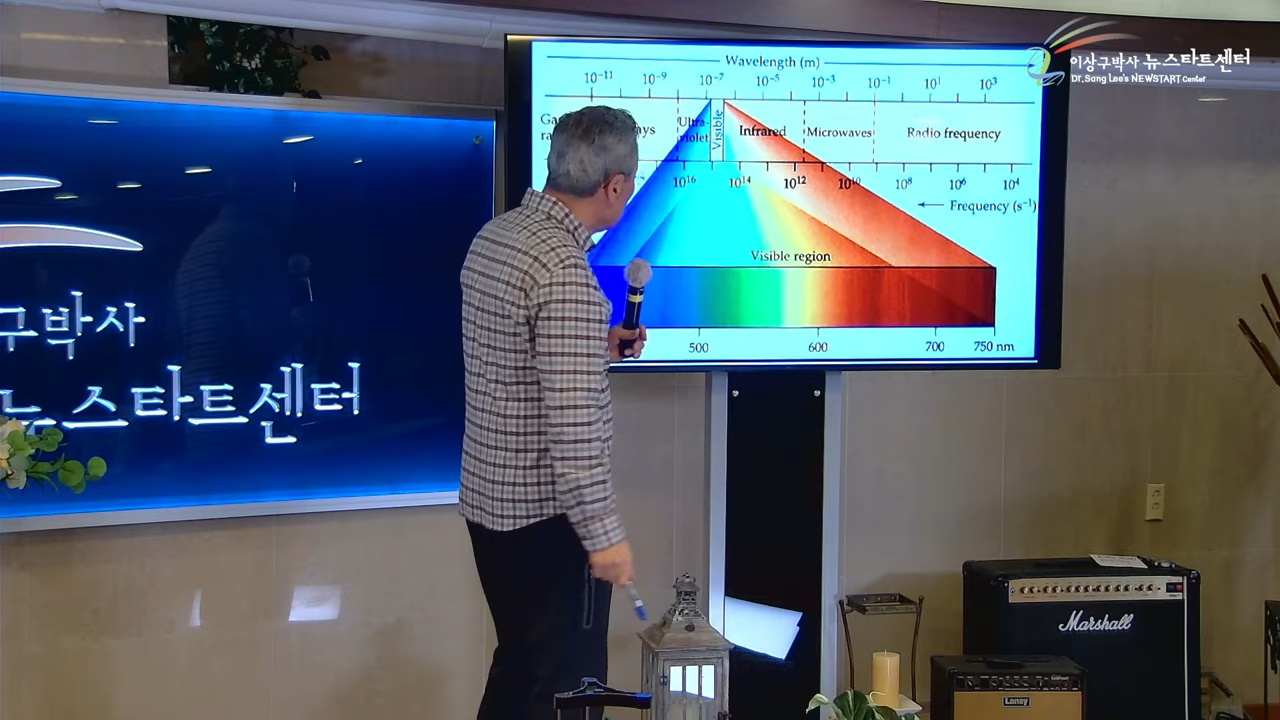 이상구박사 뉴스타트센터
Dr.Sang Lee's NEWSTART Center
Wavelength (m)
10⁻¹¹ 10⁻⁹ 10⁻⁷ 10⁻⁵ 10⁻³ 10⁻¹ 10¹ 10³
Ultra-
violet
Visible
Infrared
Microwaves
Radio frequency
10¹⁶ 10¹⁴ 10¹² 10¹⁰ 10⁸ 10⁶ 10⁴
Frequency (s⁻¹)
Visible region
500 600 700 750 nm
구박사
뉴스타트센터
Marshall
Laney